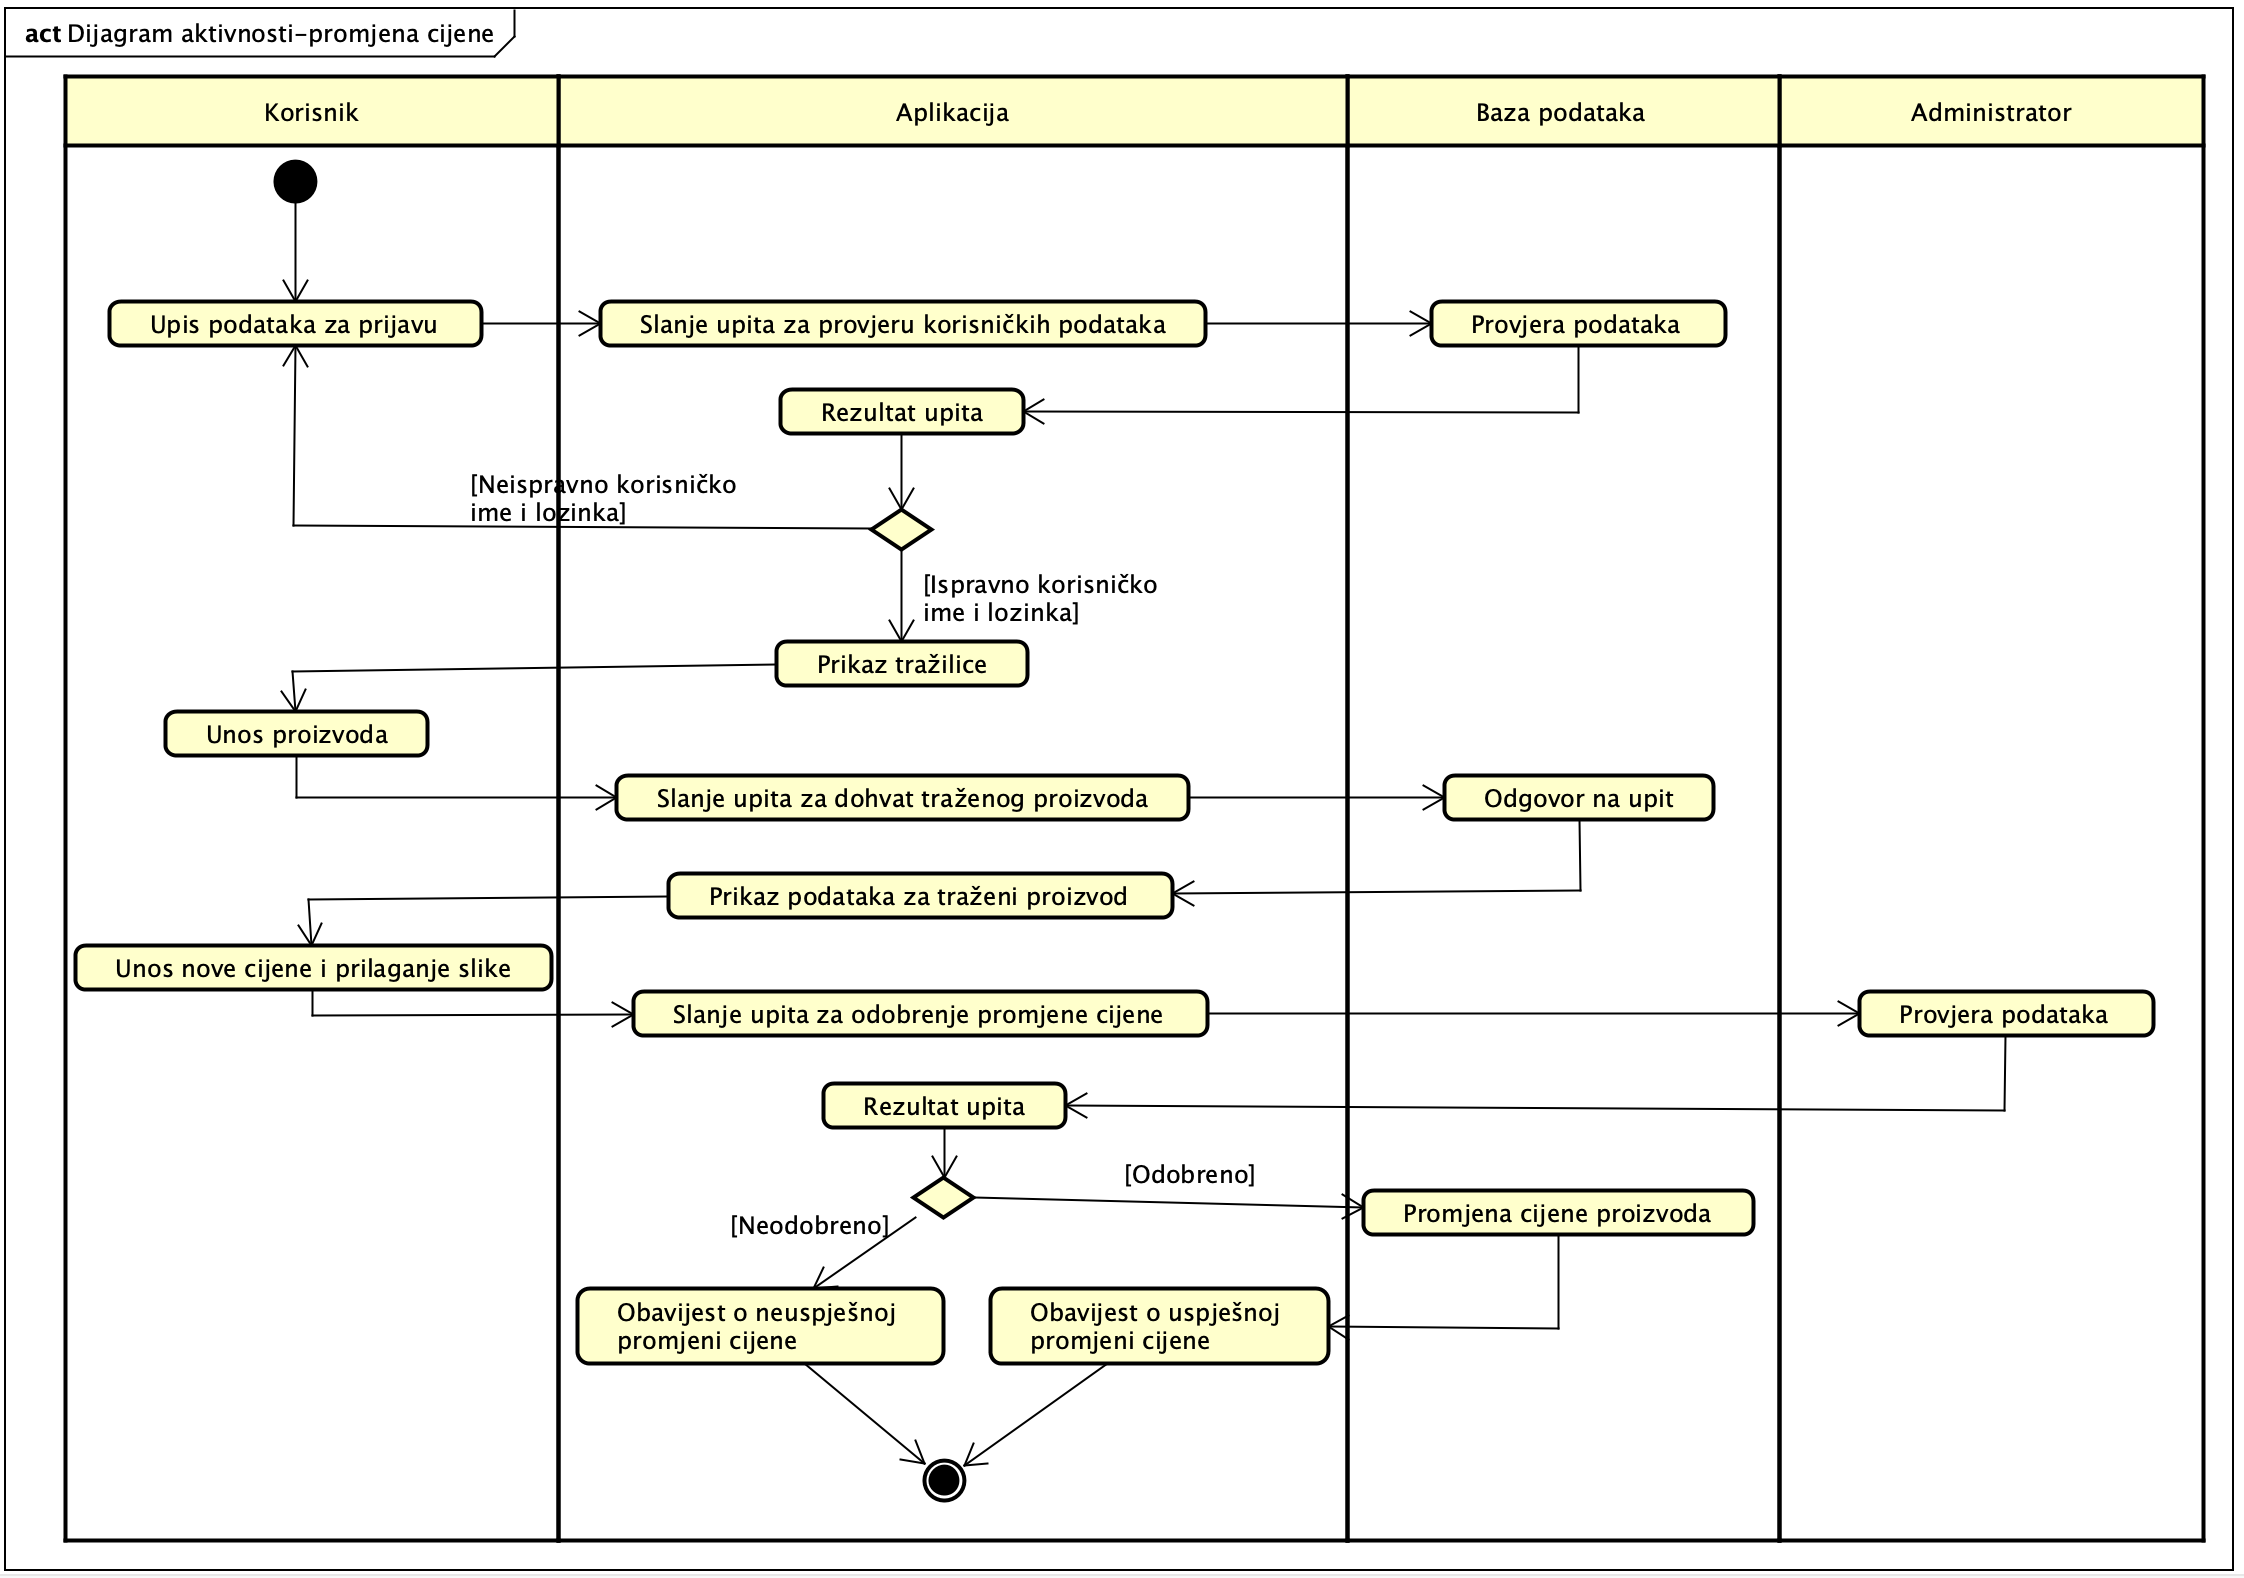 act Dijagram aktivnosti-promjena cijene
Korisnik
Aplikacija
Baza podataka
Administrator
Upis podataka za prijavu
Slanje upita za provjeru korisničkih podataka
Provjera podataka
Rezultat upita
[Neispravno korisničko
ime i lozinka]
[Ispravno korisničko
ime i lozinka]
Prikaz tražilice
Unos proizvoda
Slanje upita za dohvat traženog proizvoda
Odgovor na upit
Prikaz podataka za traženi proizvod
Unos nove cijene i prilaganje slike
Slanje upita za odobrenje promjene cijene
Provjera podataka
Rezultat upita
[Odobreno]
Promjena cijene proizvoda
[Neodobreno]
Obavijest o neuspješnoj
promjeni cijene
Obavijest o uspješnoj
promjeni cijene